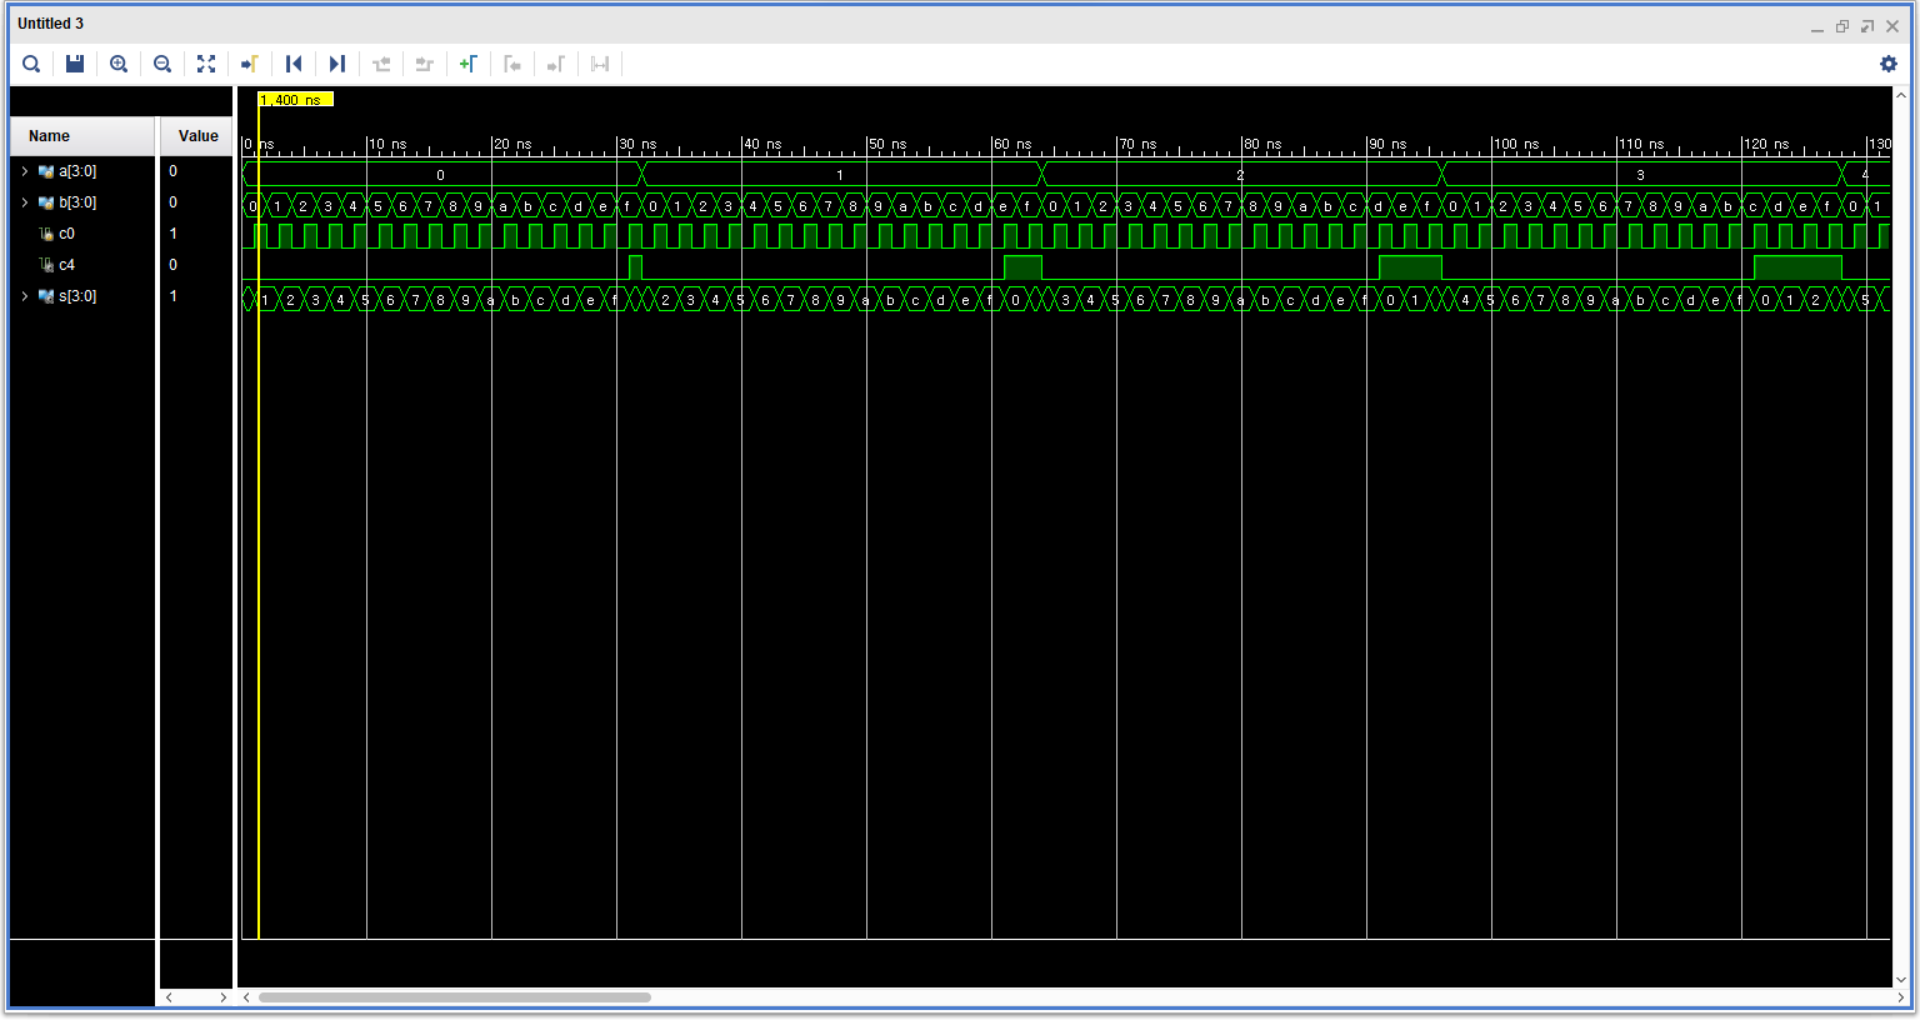 Untitled 3
1,400 ns
Name Value
0 ns 10 ns 20 ns 30 ns 40 ns 50 ns 60 ns 70 ns 80 ns 90 ns 100 ns 110 ns 120 ns 130
a[3:0] 0 0 1 2 3 4
b[3:0] 0 0 1 2 3 4 5 6 7 8 9 a b c d e f 0 1 2 3 4 5 6 7 8 9 a b c d e f 0 1 2 3 4 5 6 7 8 9 a b c d e f 0 1 2 3 4 5 6 7 8 9 a b c d e f 0 1
c0 1
c4 0
s[3:0] 1 1 2 3 4 5 6 7 8 9 a b c d e f 2 3 4 5 6 7 8 9 a b c d e f 0 3 4 5 6 7 8 9 a b c d e f 0 1 4 5 6 7 8 9 a b c d e f 0 1 2 5